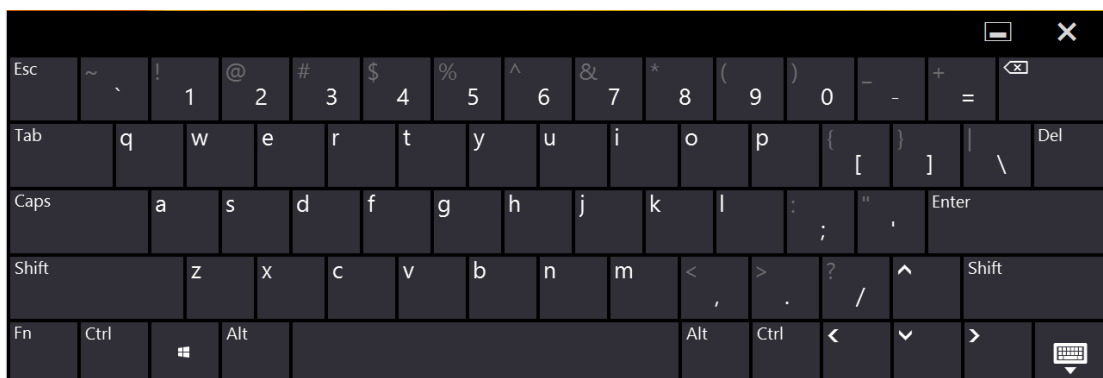 Esc ~ ` ! 1 @ 2 # 3 $ 4 % 5 ^ 6 & 7 * 8 ( 9 ) 0 _ - + =
Tab q w e r t y u i o p { [ } ] | \ Del
Caps a s d f g h j k l : ; " ' Enter
Shift z x c v b n m < , > . ? / Shift
Fn Ctrl Alt Alt Ctrl